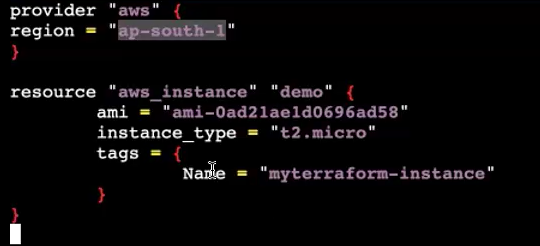 provider "aws" {
region = "ap-south-1"
}
resource "aws_instance" "demo" {
ami = "ami-0ad21ae1d0696ad58"
instance_type = "t2.micro"
tags = {
Name = "myterraform-instance"
}
}